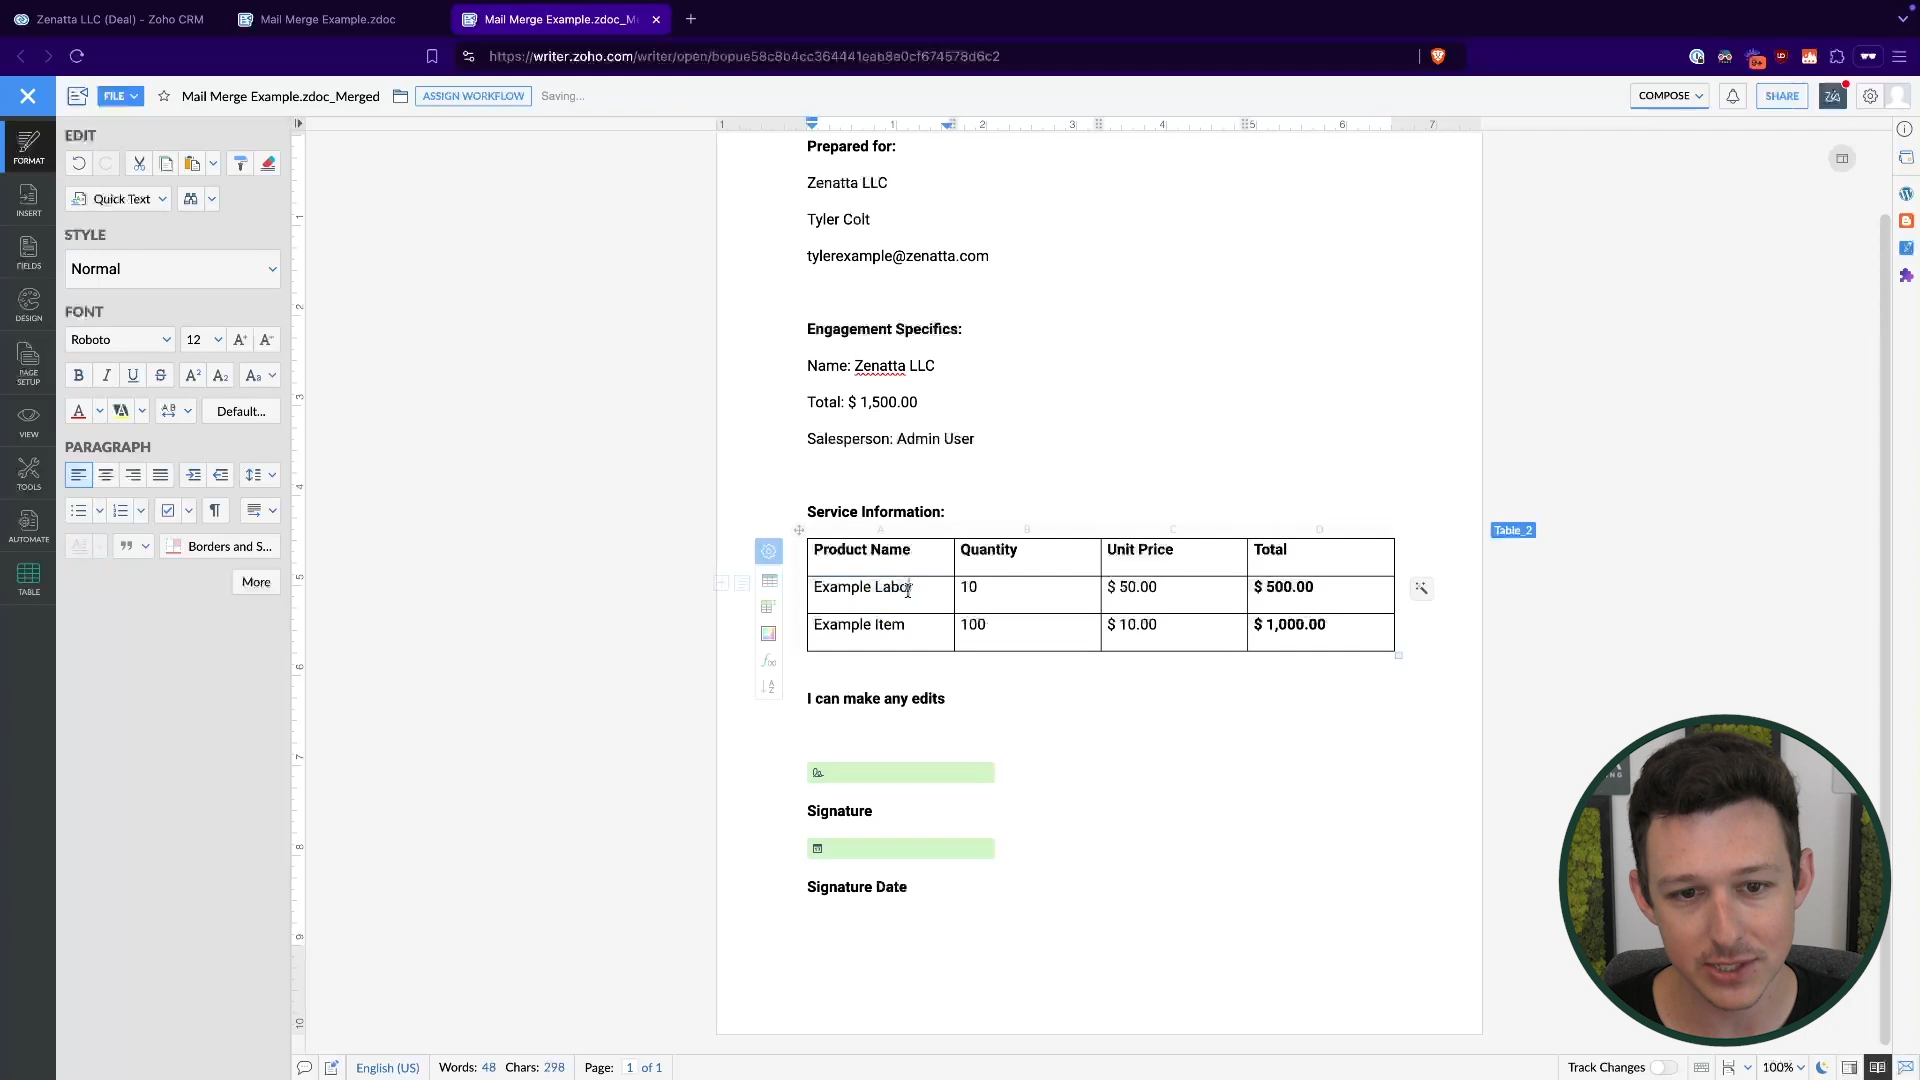 Zenatta LLC (Deal) - Zoho CRM
Mail Merge Example.zdoc
Mail Merge Example.zdoc_Me
https://writer.zoho.com/writer/open/bopue58c8b4cc364441eab8e0cf674578d6c2
9+
FILE
Mail Merge Example.zdoc_Merged
ASSIGN WORKFLOW
Saving...
COMPOSE
SHARE
FORMAT
INSERT
FIELDS
DESIGN
PAGE SETUP
VIEW
TOOLS
AUTOMATE
TABLE
EDIT
Quick Text
STYLE
Normal
FONT
Roboto
12
Default...
PARAGRAPH
Borders and S...
More
Prepared for:
Zenatta LLC
Tyler Colt
tylerexample@zenatta.com
Engagement Specifics:
Name: Zenatta LLC
Total: $ 1,500.00
Salesperson: Admin User
Service Information:
A B C D
Table_2
Product Name Quantity Unit Price Total
Example Labor 10 $ 50.00 $ 500.00
Example Item 100 $ 10.00 $ 1,000.00
I can make any edits
Signature
Signature Date
English (US)
Words: 48 Chars: 298
Page: 1 of 1
Track Changes
100%